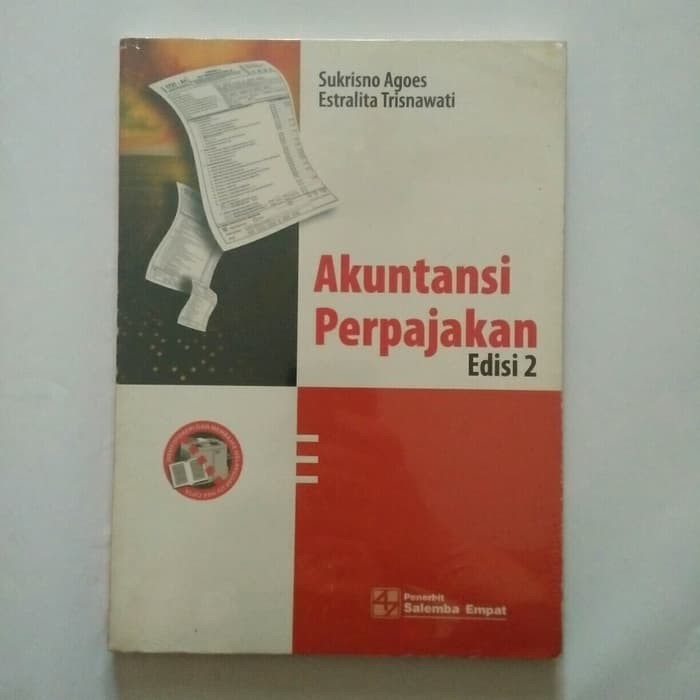 Sukrisno Agoes
Estralita Trisnawati
Akuntansi
Perpajakan
Edisi 2
Penerbit
Salemba Empat